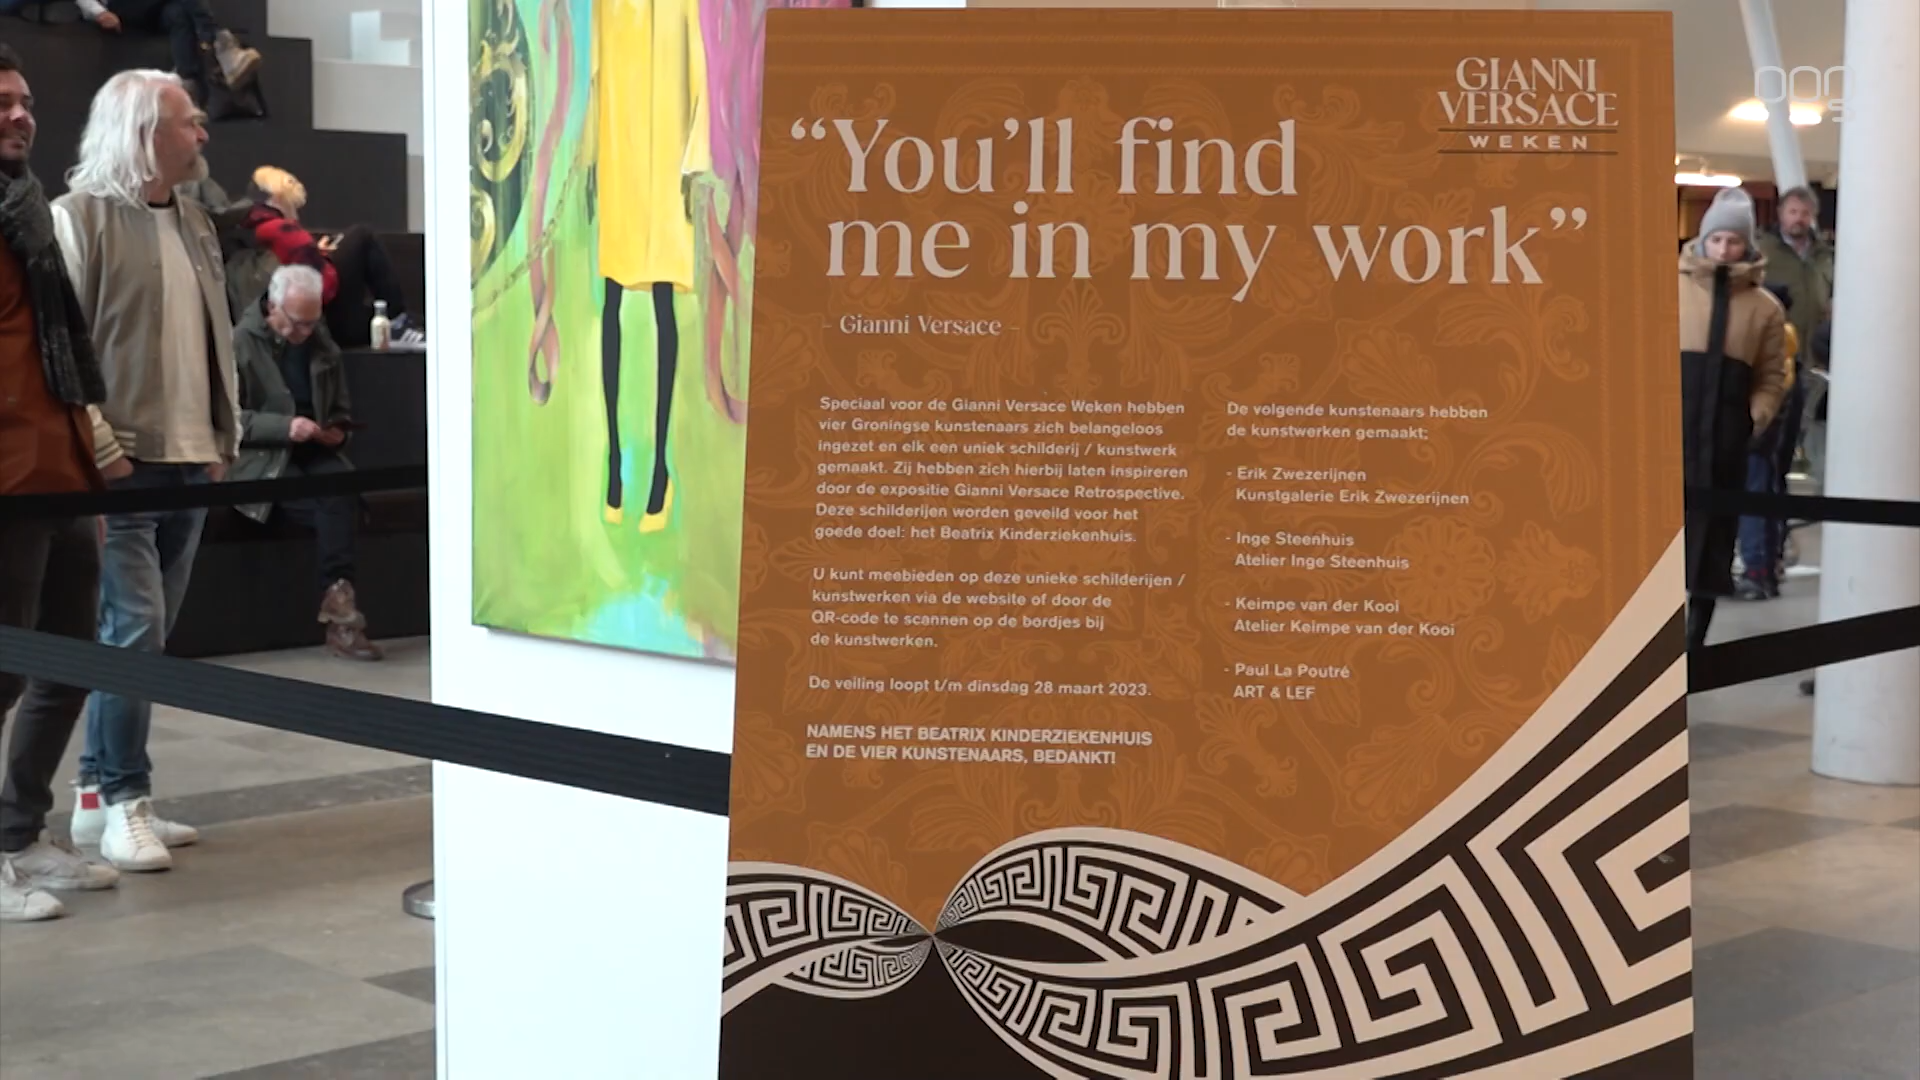 GIANNI
VERSACE
WEKEN
“You’ll find
me in my work”
- Gianni Versace -
Speciaal voor de Gianni Versace Weken hebben
vier Groningse kunstenaars zich belangeloos
ingezet en elk een uniek schilderij / kunstwerk
gemaakt. Zij hebben zich hierbij laten inspireren
door de expositie Gianni Versace Retrospective.
Deze schilderijen worden geveild voor het
goede doel: het Beatrix Kinderziekenhuis.
U kunt meebieden op deze unieke schilderijen /
kunstwerken via de website of door de
QR-code te scannen op de bordjes bij
de kunstwerken.
De veiling loopt t/m dinsdag 28 maart 2023.
NAMENS HET BEATRIX KINDERZIEKENHUIS
EN DE VIER KUNSTENAARS, BEDANKT!
De volgende kunstenaars hebben
de kunstwerken gemaakt:
- Erik Zwezerijnen
Kunstgalerie Erik Zwezerijnen
- Inge Steenhuis
Atelier Inge Steenhuis
- Keimpe van der Kooi
Atelier Keimpe van der Kooi
- Paul La Poutré
ART & LEF